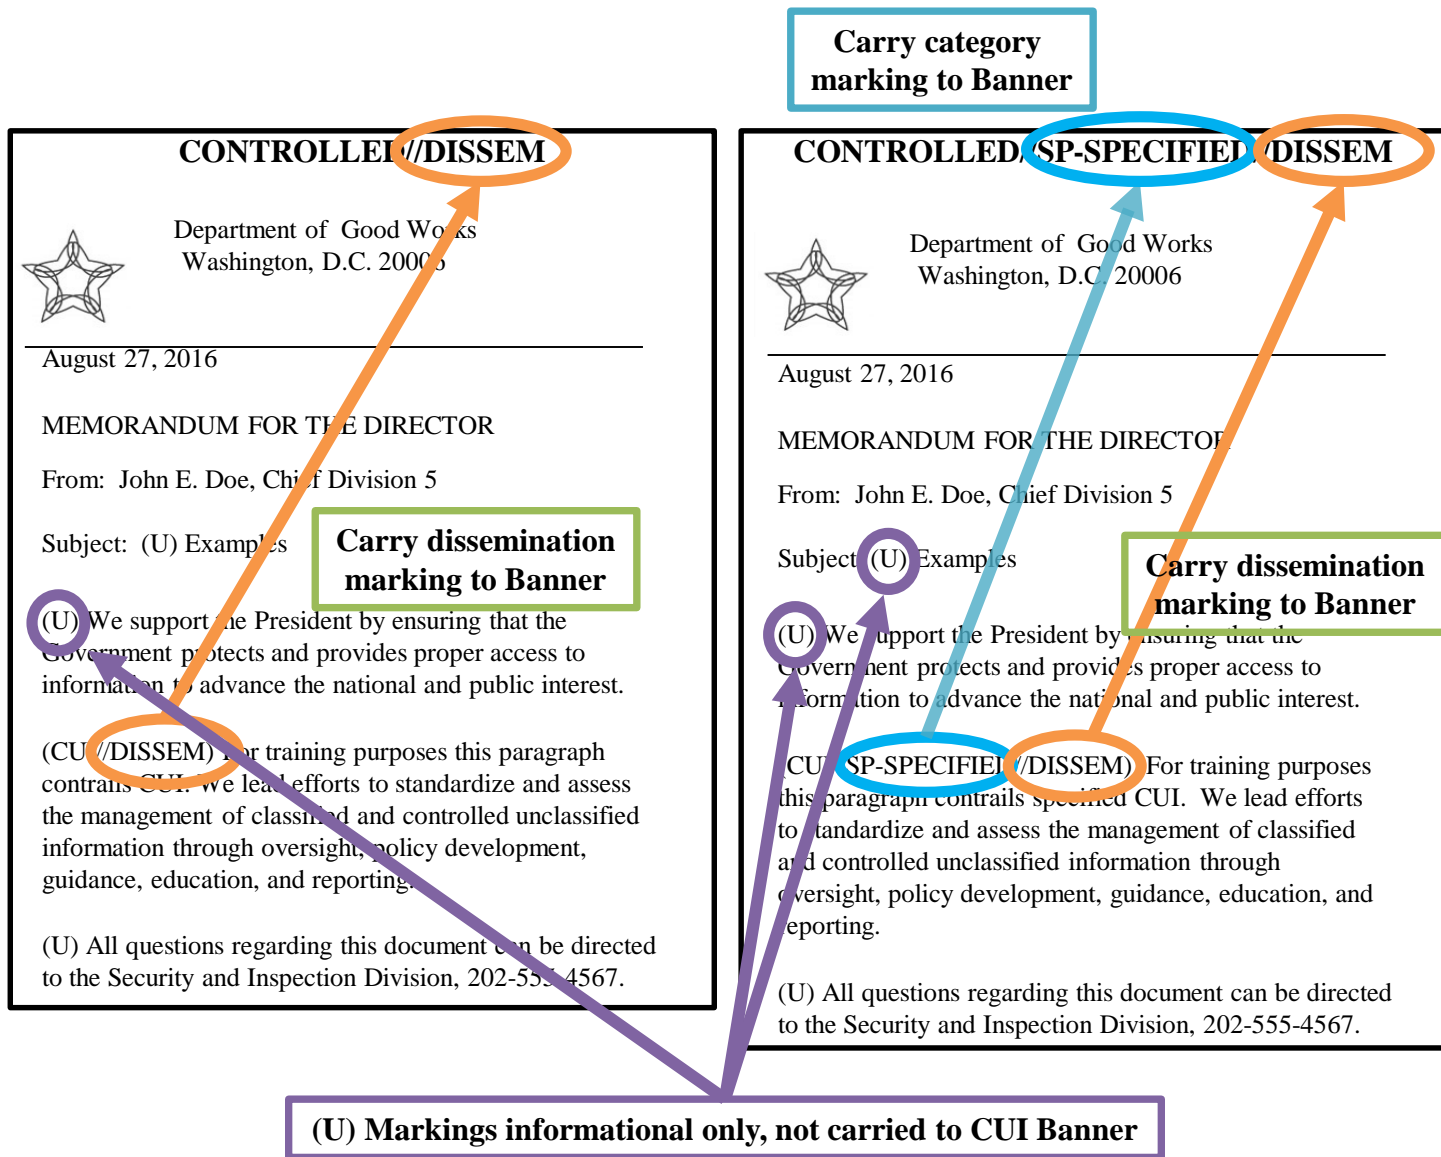 Carry category
marking to Banner
CONTROLLED//DISSEM
Department of Good Works
Washington, D.C. 20006
August 27, 2016
MEMORANDUM FOR THE DIRECTOR
From: John E. Doe, Chief Division 5
Subject: (U) Examples
Carry dissemination
marking to Banner
(U) We support the President by ensuring that the
Government protects and provides proper access to
information to advance the national and public interest.
(CUI//DISSEM) For training purposes this paragraph
contrails CUI. We lead efforts to standardize and assess
the management of classified and controlled unclassified
information through oversight, policy development,
guidance, education, and reporting.
(U) All questions regarding this document can be directed
to the Security and Inspection Division, 202-555-4567.
CONTROLLED//SP-SPECIFIED//DISSEM
Department of Good Works
Washington, D.C. 20006
August 27, 2016
MEMORANDUM FOR THE DIRECTOR
From: John E. Doe, Chief Division 5
Subject: (U) Examples
Carry dissemination
marking to Banner
(U) We support the President by ensuring that the
Government protects and provides proper access to
information to advance the national and public interest.
(CUI//SP-SPECIFIED//DISSEM) For training purposes
this paragraph contrails specified CUI. We lead efforts
to standardize and assess the management of classified
and controlled unclassified information through
oversight, policy development, guidance, education, and
reporting.
(U) All questions regarding this document can be directed
to the Security and Inspection Division, 202-555-4567.
(U) Markings informational only, not carried to CUI Banner